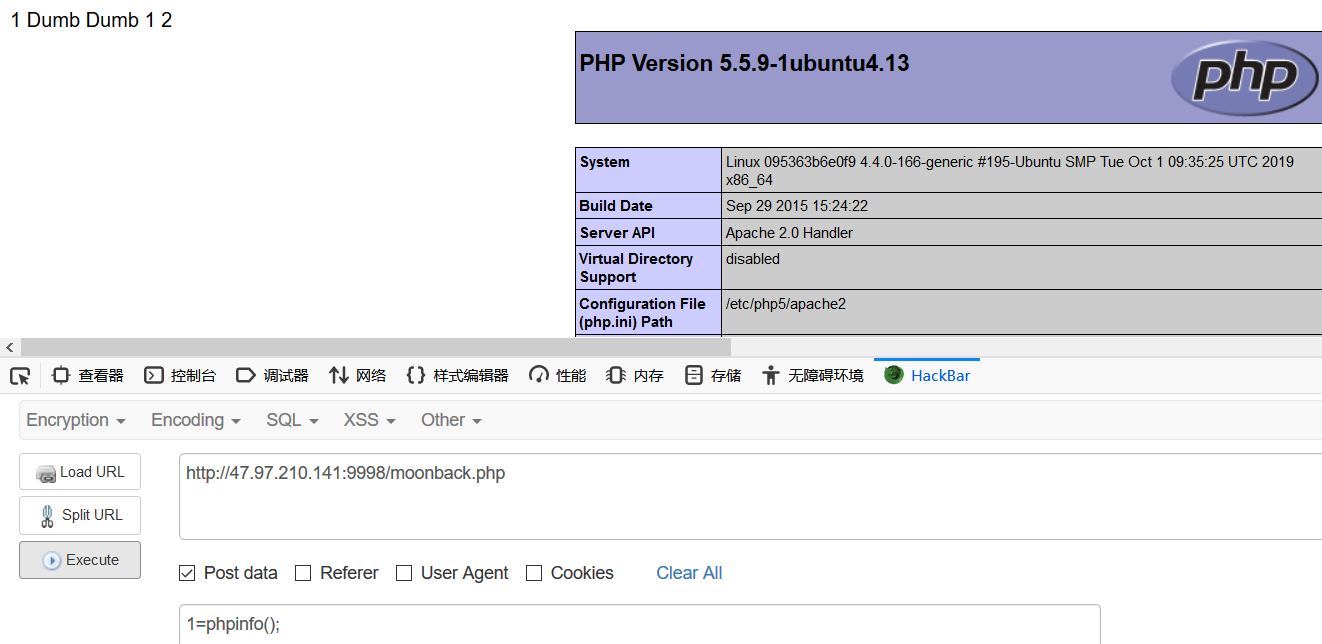 1 Dumb Dumb 1 2
PHP Version 5.5.9-1ubuntu4.13
php
System
Linux 095363b6e0f9 4.4.0-166-generic #195-Ubuntu SMP Tue Oct 1 09:35:25 UTC 2019
x86_64
Build Date
Sep 29 2015 15:24:22
Server API
Apache 2.0 Handler
Virtual Directory
Support
disabled
Configuration File
(php.ini) Path
/etc/php5/apache2
查看器 控制台 调试器 网络 样式编辑器 性能 内存 存储 无障碍环境 HackBar
Encryption Encoding SQL XSS Other
Load URL
http://47.97.210.141:9998/moonback.php
Split URL
Execute
Post data Referer User Agent Cookies Clear All
1=phpinfo();